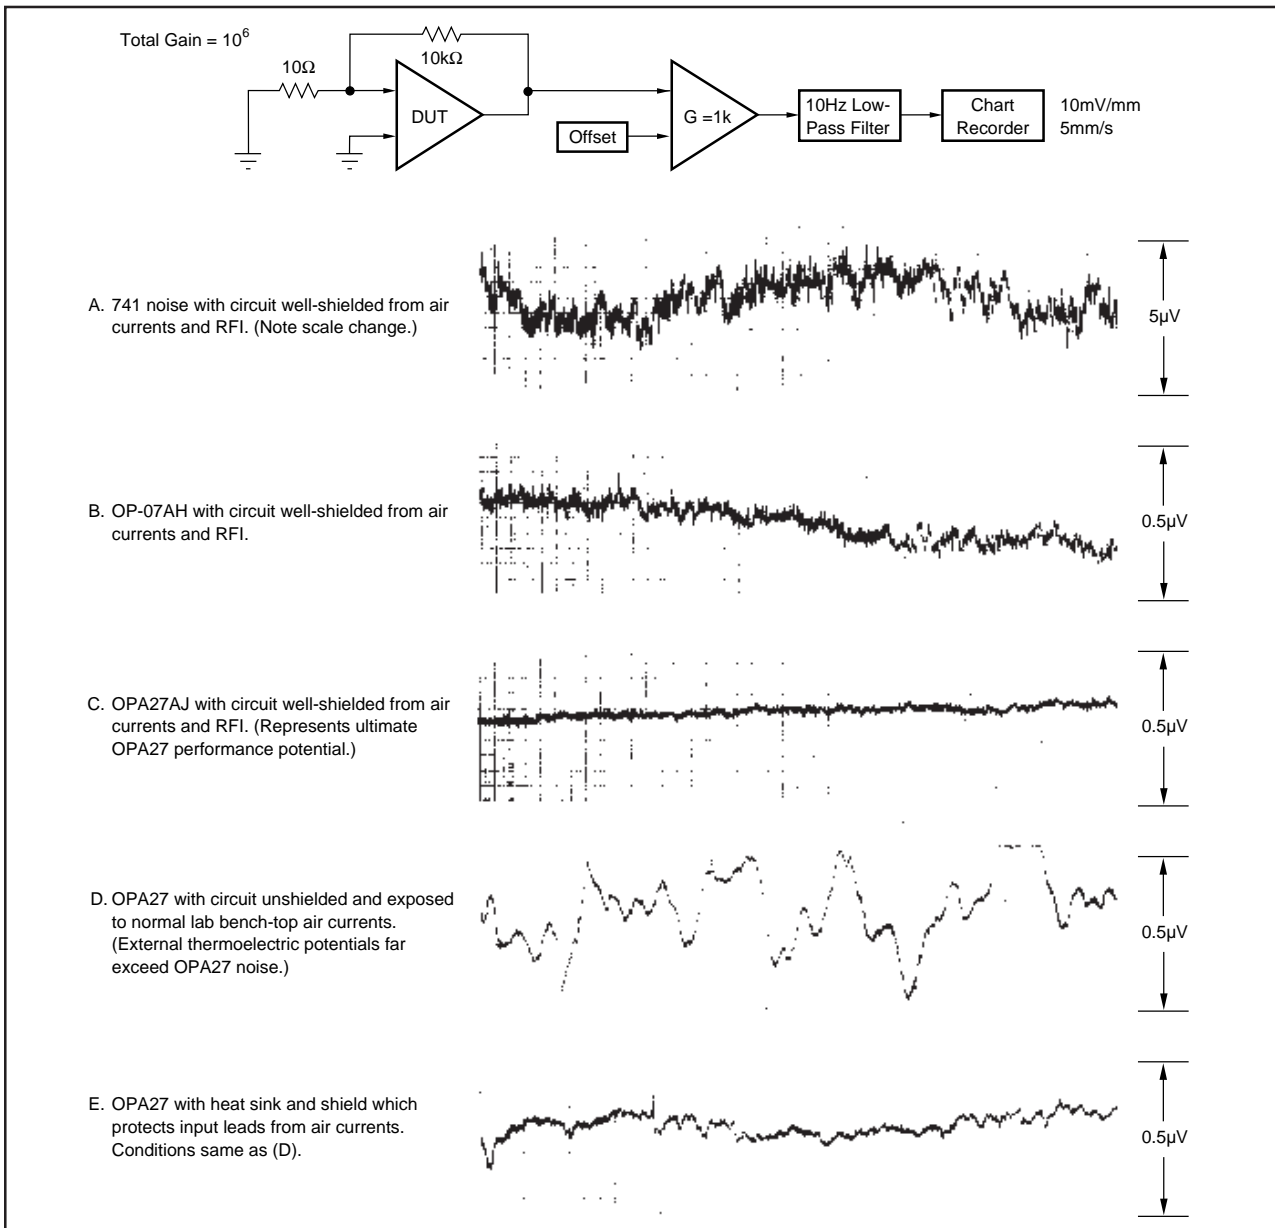 Total Gain = 10⁶
10Ω
10kΩ
DUT
G =1k
Offset
10Hz Low-
Pass Filter
Chart
Recorder
10mV/mm
5mm/s
A. 741 noise with circuit well-shielded from air
currents and RFI. (Note scale change.)
5µV
B. OP-07AH with circuit well-shielded from air
currents and RFI.
0.5µV
C. OPA27AJ with circuit well-shielded from air
currents and RFI. (Represents ultimate
OPA27 performance potential.)
0.5µV
D. OPA27 with circuit unshielded and exposed
to normal lab bench-top air currents.
(External thermoelectric potentials far
exceed OPA27 noise.)
0.5µV
E. OPA27 with heat sink and shield which
protects input leads from air currents.
Conditions same as (D).
0.5µV